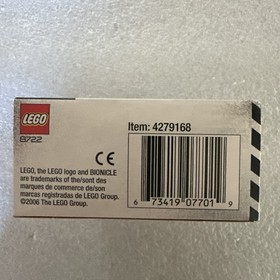 LEGO
8722
Item: 4279168
CE
LEGO, the LEGO logo and BIONICLE
are trademarks of the/sont des
marques de commerce de/son
marcas registradas de LEGO Group.
©2006 The LEGO Group.
6 73419 07701 9